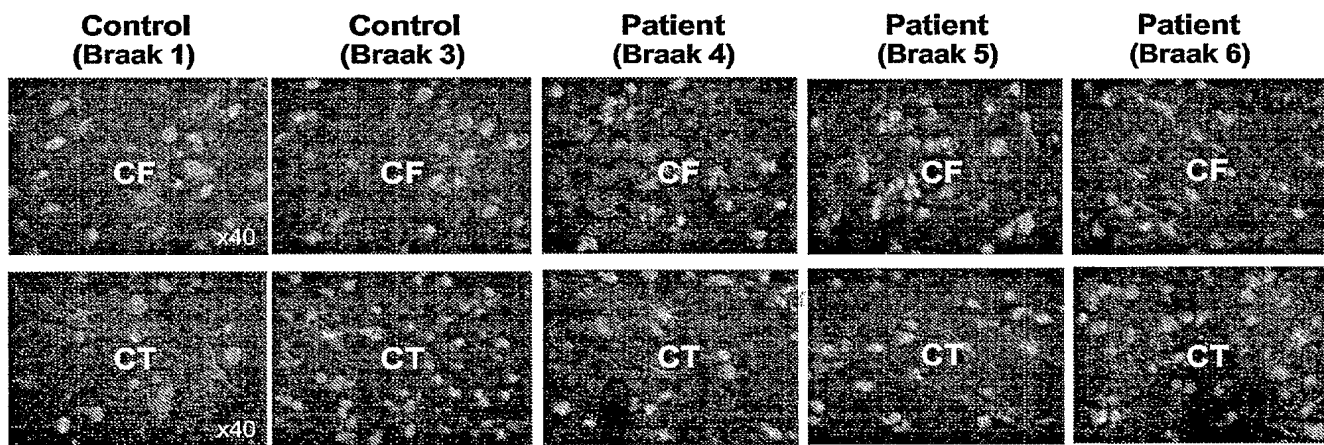 Control
(Braak 1)
Control
(Braak 3)
Patient
(Braak 4)
Patient
(Braak 5)
Patient
(Braak 6)
CF
x40
CF
CF
CF
CF
CT
x40
CT
CT
CT
CT